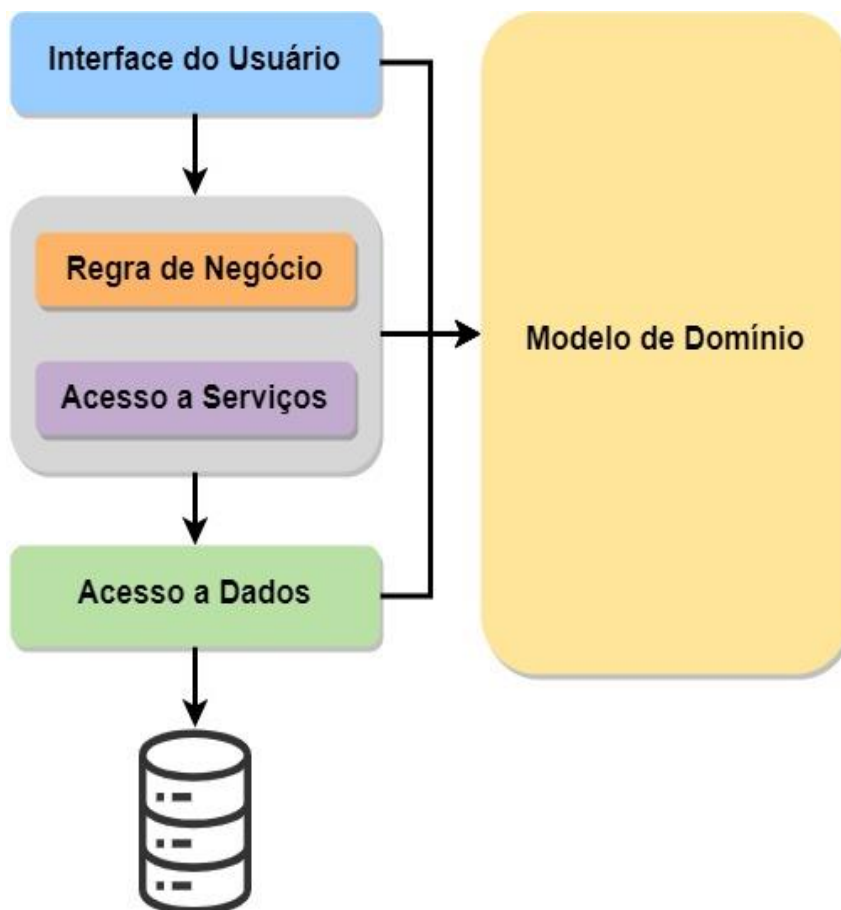 Interface do Usuário
Regra de Negócio
Acesso a Serviços
Modelo de Domínio
Acesso a Dados